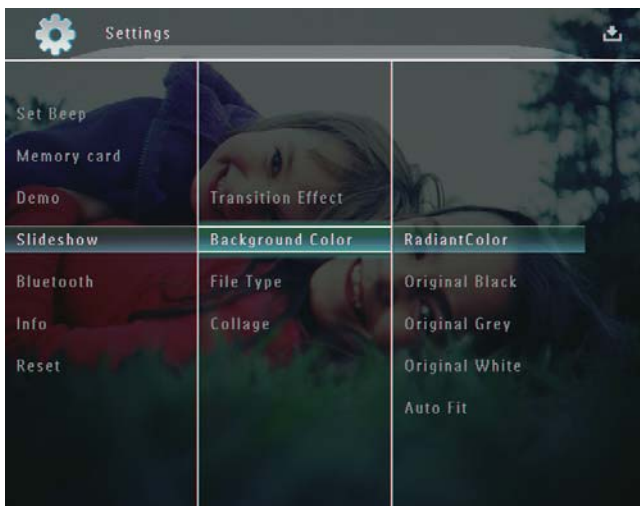 Settings
Set Beep
Memory card
Demo
Slideshow
Bluetooth
Info
Reset
Transition Effect
Background Color
File Type
Collage
RadiantColor
Original Black
Original Grey
Original White
Auto Fit